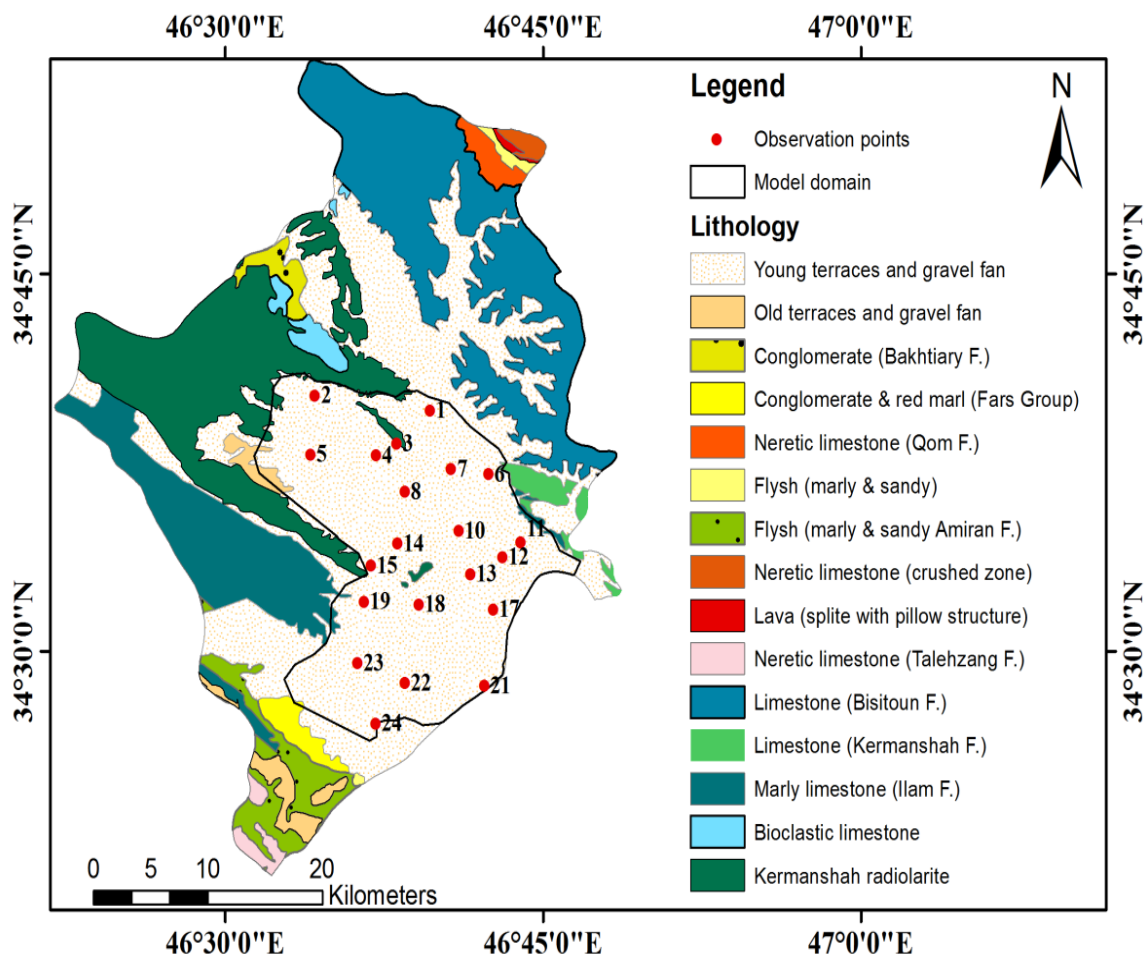 46°30'0"E 46°45'0"E 47°0'0"E
34°45'0"N
34°30'0"N
34°45'0"N
34°30'0"N
N
Legend
Observation points
Model domain
Lithology
Young terraces and gravel fan
Old terraces and gravel fan
Conglomerate (Bakhtiary F.)
Conglomerate & red marl (Fars Group)
Neretic limestone (Qom F.)
Flysh (marly & sandy)
Flysh (marly & sandy Amiran F.)
Neretic limestone (crushed zone)
Lava (splite with pillow structure)
Neretic limestone (Talehzang F.)
Limestone (Bisitoun F.)
Limestone (Kermanshah F.)
Marly limestone (Ilam F.)
Bioclastic limestone
Kermanshah radiolarite
2
1
3
4
5
7
6
8
10
11
14
12
15
13
19
18
17
23
22
21
24
0 5 10 20
Kilometers
46°30'0"E 46°45'0"E 47°0'0"E